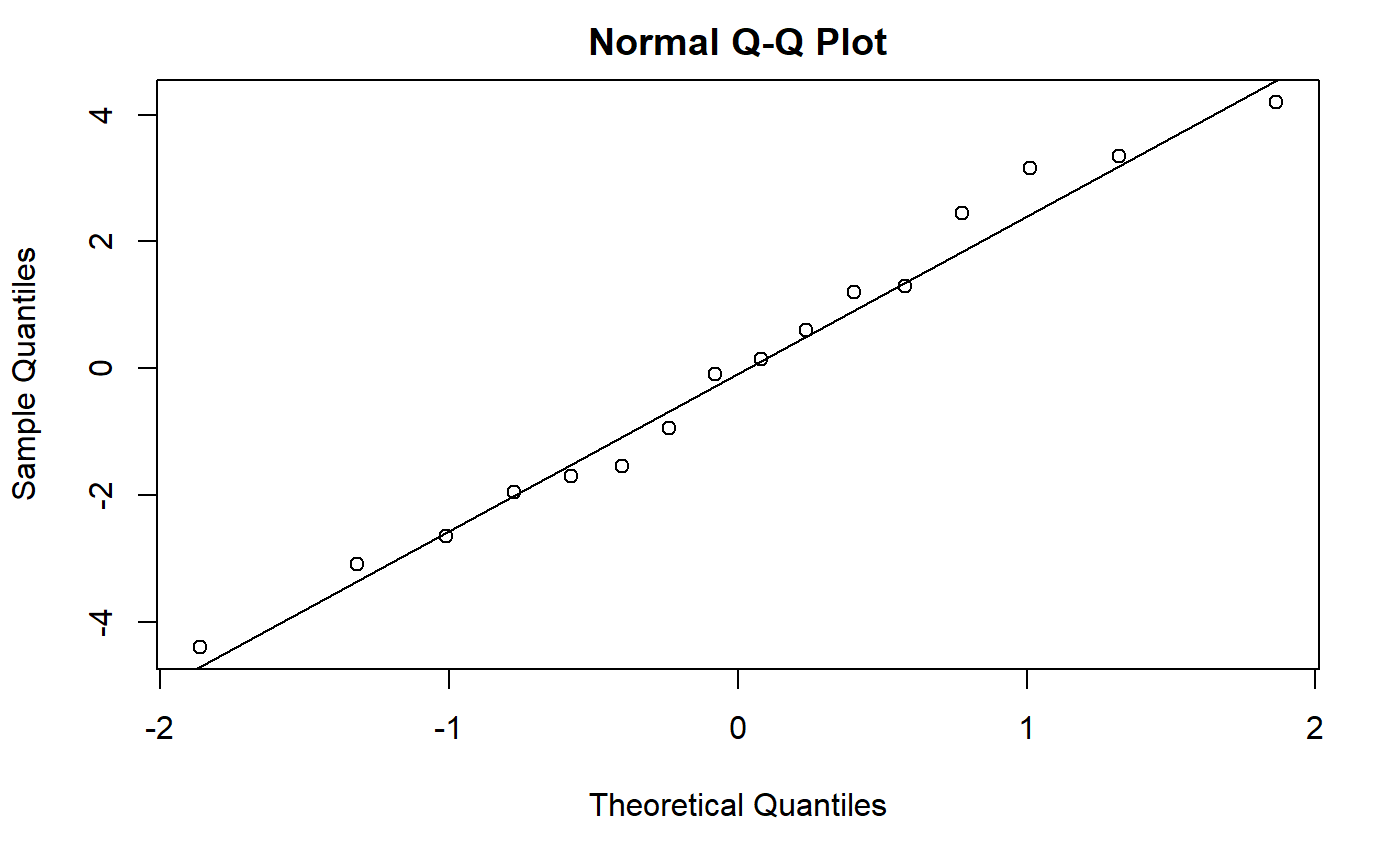 Normal Q-Q Plot
Sample Quantiles
4
2
0
-2
-4
-2 -1 0 1 2
Theoretical Quantiles